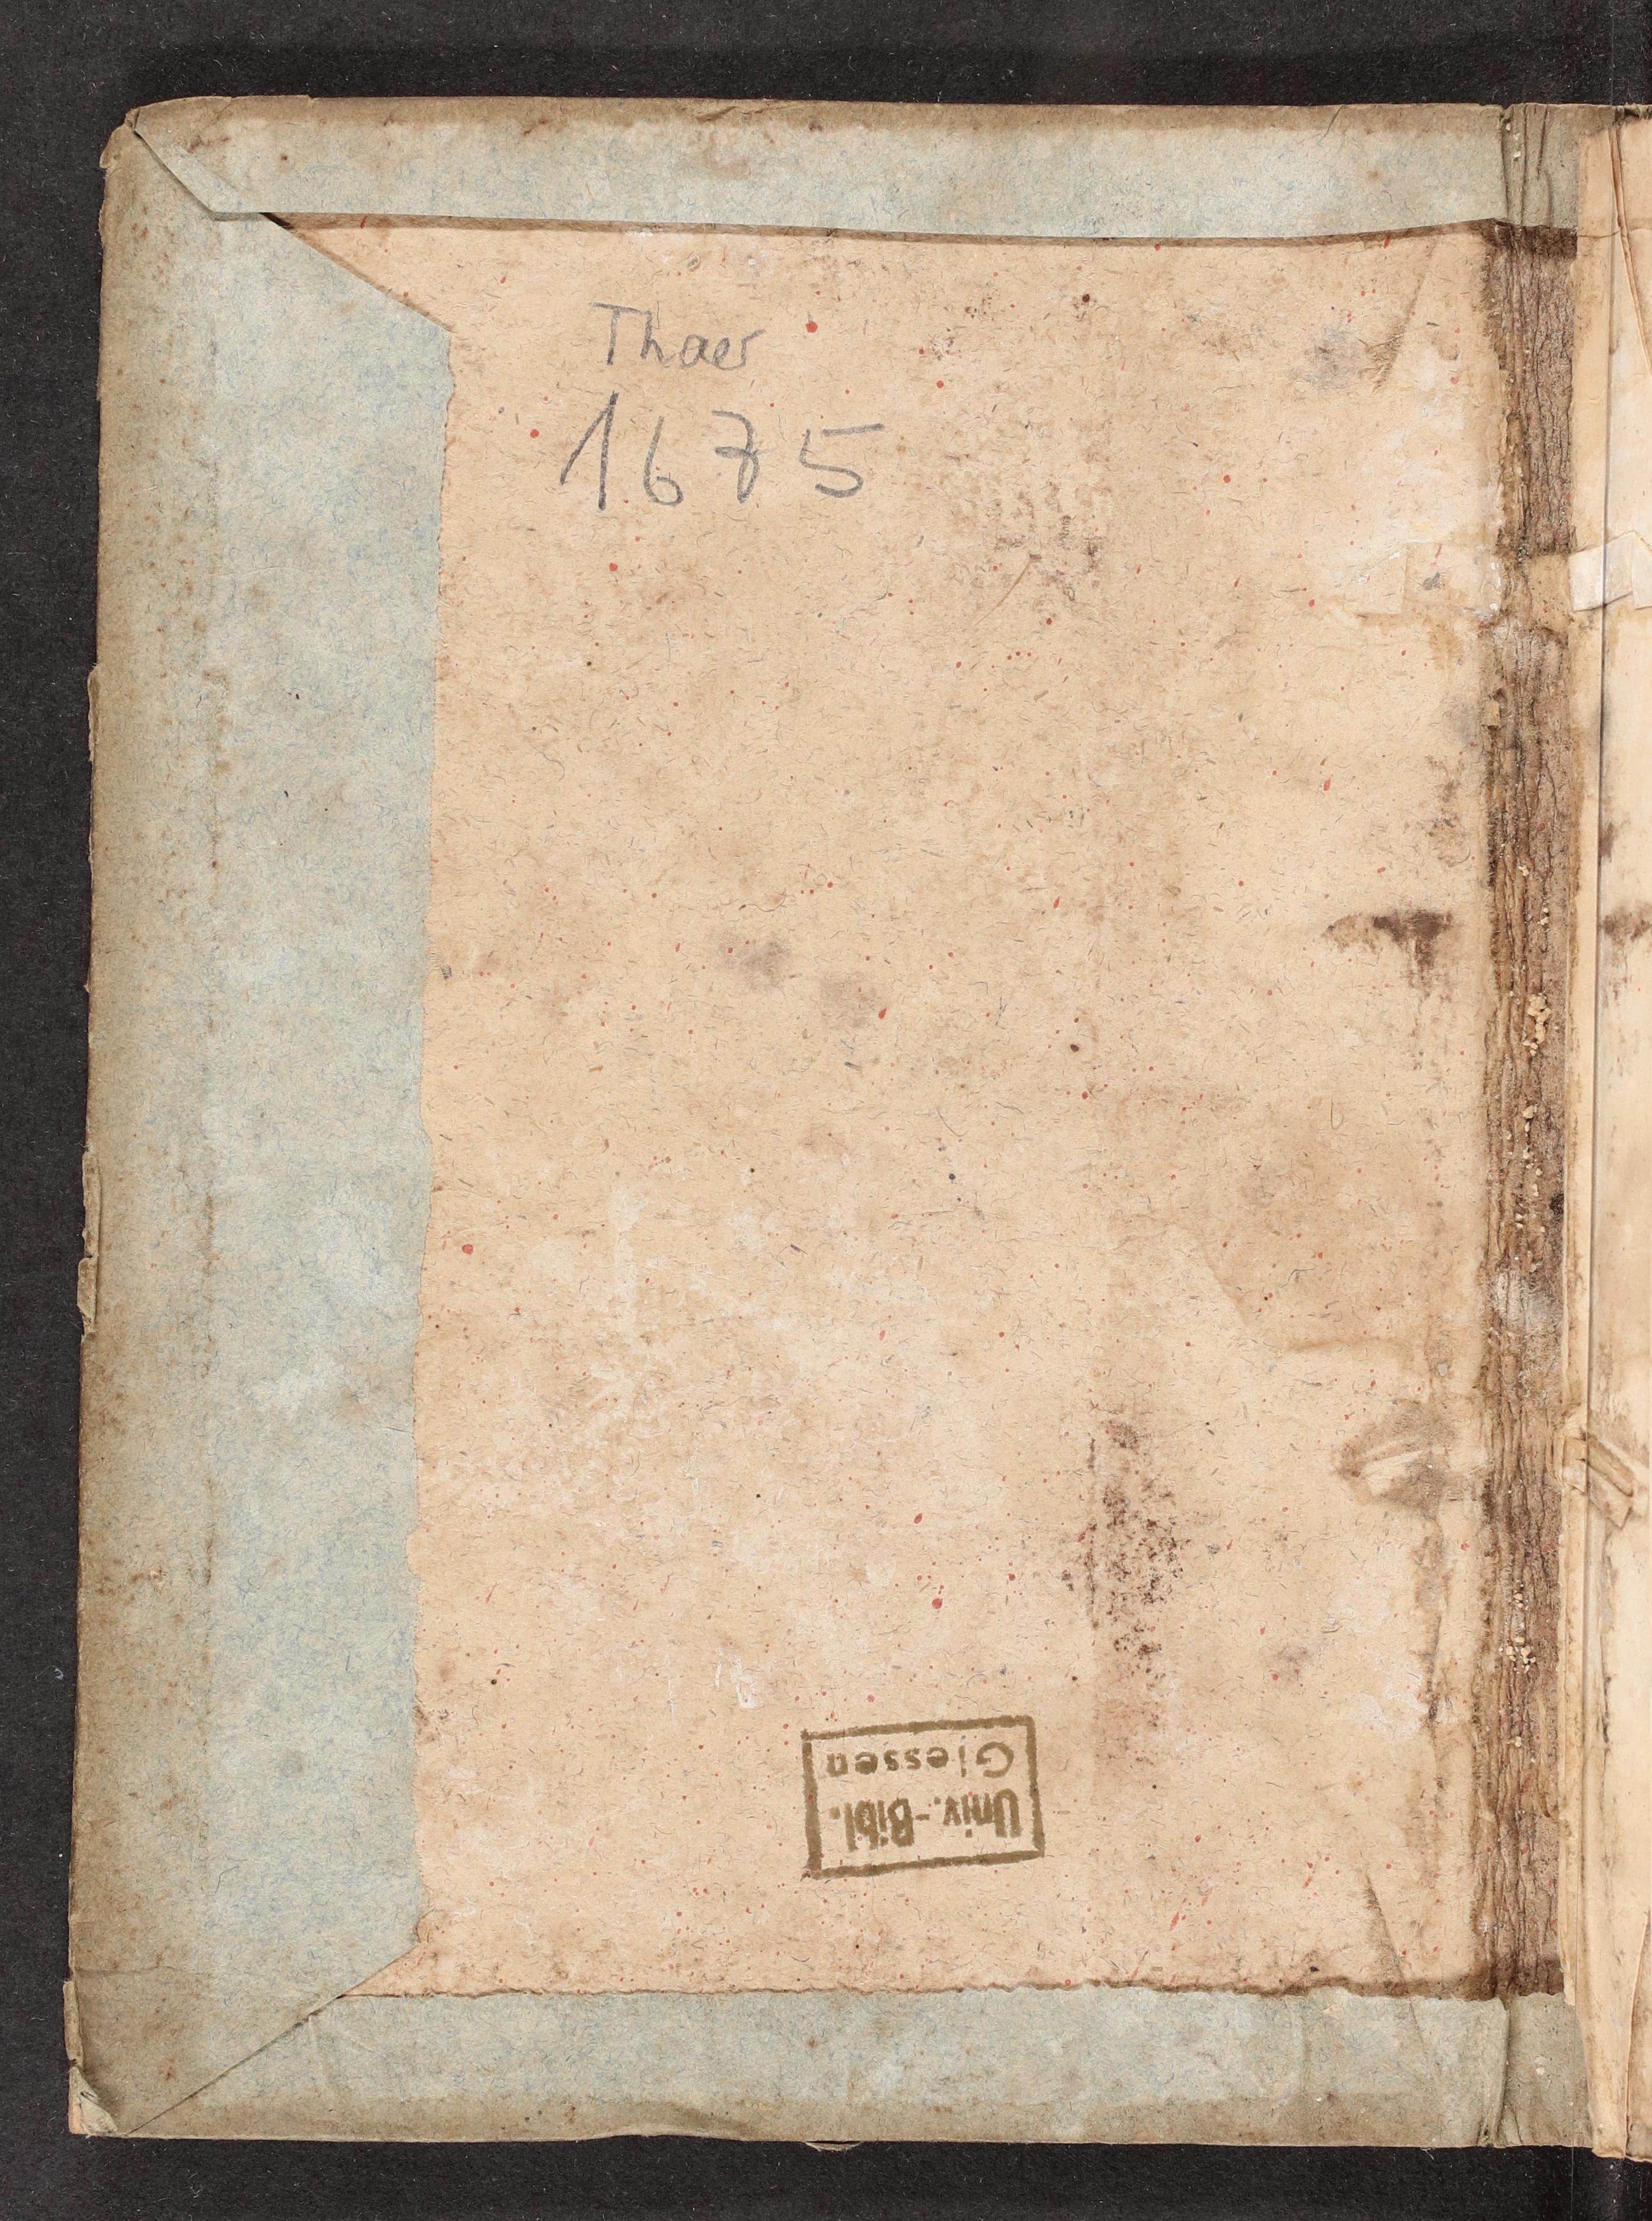 Thaer
1675
Univ.-Bibl.
Giessen